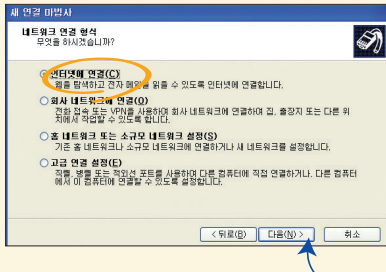 새 연결 마법사
네트워크 연결 형식
무엇을 하시겠습니까?
인터넷에 연결(C)
웹을 탐색하고 전자 메일을 읽을 수 있도록 인터넷에 연결합니다.
회사 네트워크에 연결(O)
전화 접속 또는 VPN을 사용하여 회사 네트워크에 연결하여 집, 출장지 또는 다른 위
치에서 작업할 수 있도록 합니다.
홈 네트워크 또는 소규모 네트워크 설정(S)
기존 홈 네트워크나 소규모 네트워크에 연결하거나 새 네트워크를 설정합니다.
고급 연결 설정(E)
직렬, 병렬 또는 적외선 포트를 사용하여 다른 컴퓨터에 직접 연결하거나, 다른 컴퓨터
에서 이 컴퓨터에 연결할 수 있도록 설정합니다.
< 뒤로(B) 다음(N) > 취소